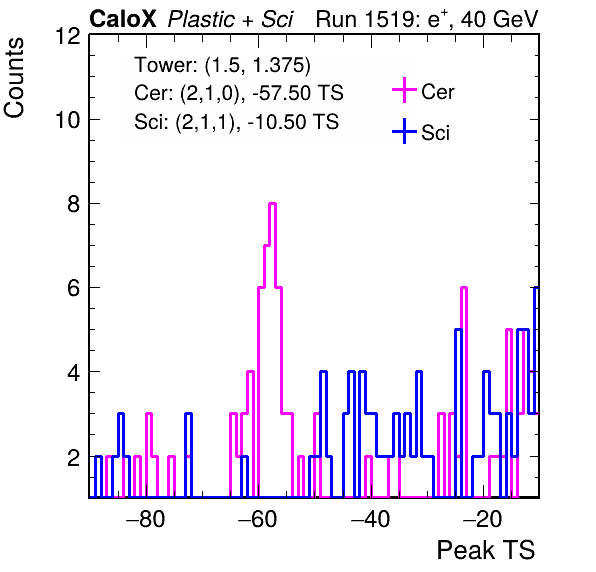 CaloX Plastic + Sci Run 1519: e+, 40 GeV
Counts
12
10
8
6
4
2
Tower: (1.5, 1.375)
Cer: (2,1,0), -57.50 TS
Sci: (2,1,1), -10.50 TS
Cer
Sci
−80 −60 −40 −20
Peak TS